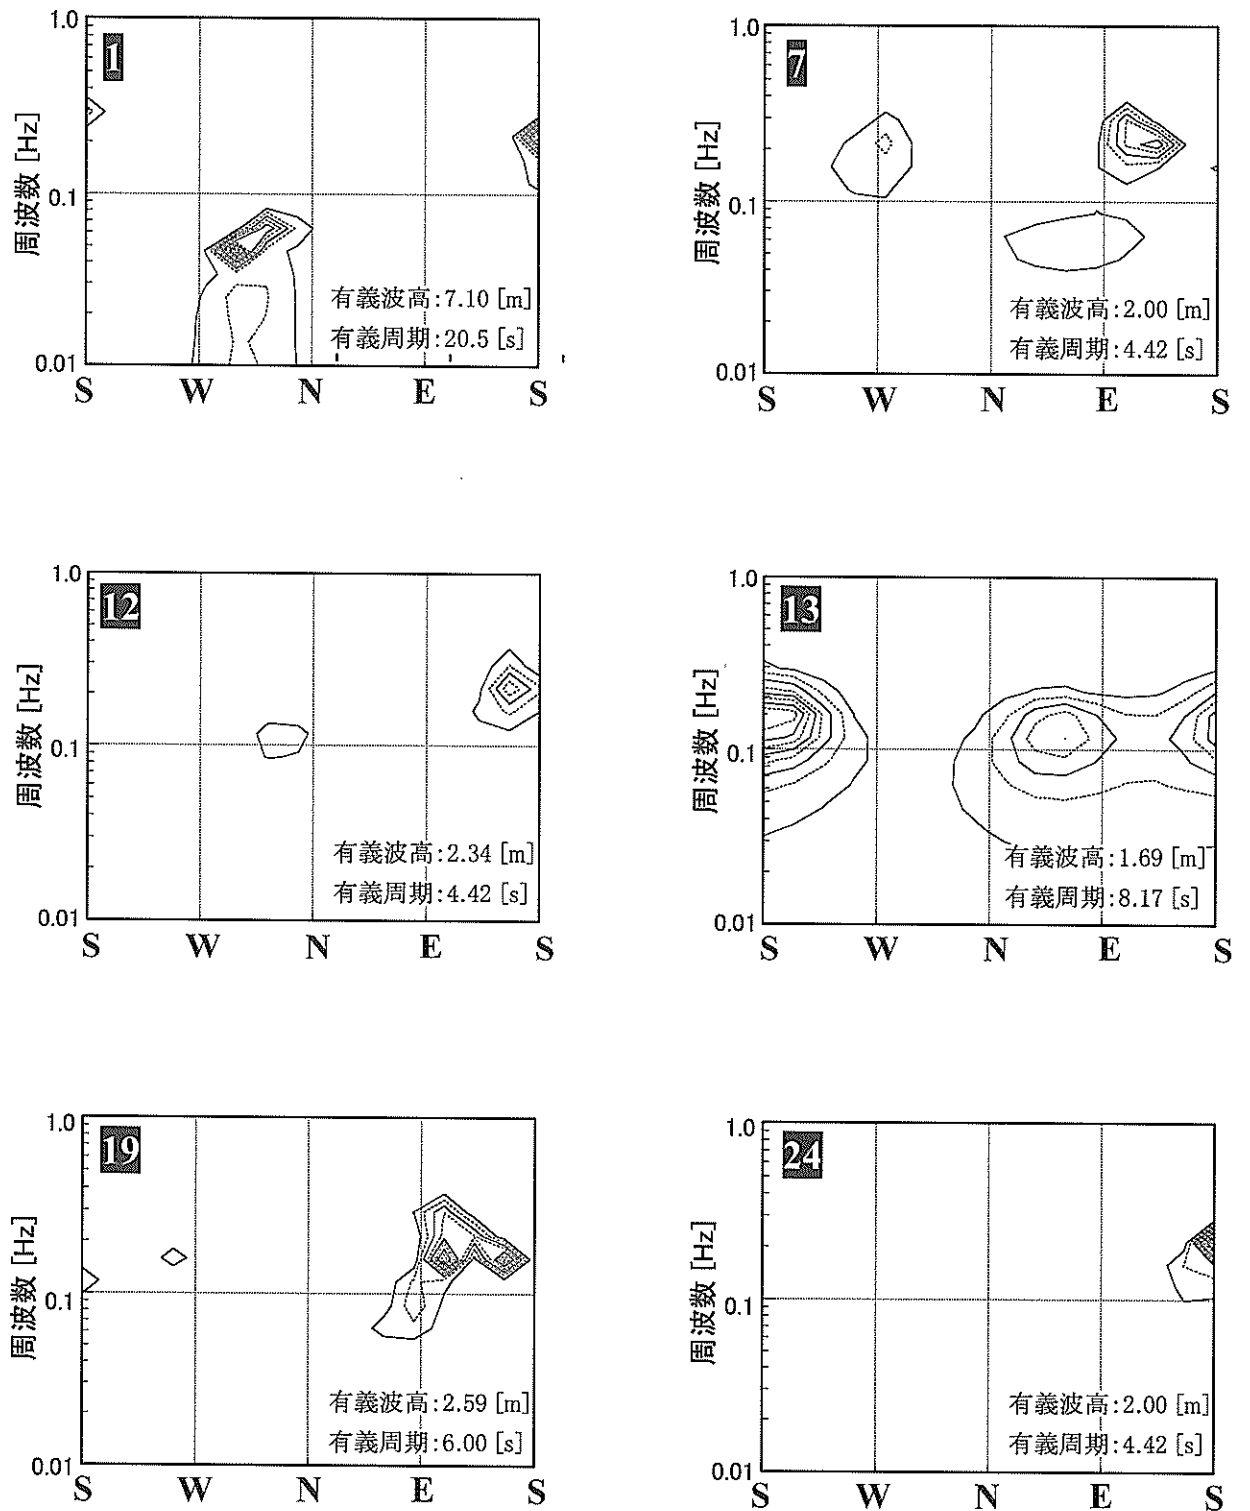 1
1.0
0.1
0.01
周波数 [Hz]
有義波高:7.10 [m]
有義周期:20.5 [s]
S W N E S
7
1.0
0.1
0.01
周波数 [Hz]
有義波高:2.00 [m]
有義周期:4.42 [s]
S W N E S
12
1.0
0.1
0.01
周波数 [Hz]
有義波高:2.34 [m]
有義周期:4.42 [s]
S W N E S
13
1.0
0.1
0.01
周波数 [Hz]
有義波高:1.69 [m]
有義周期:8.17 [s]
S W N E S
19
1.0
0.1
0.01
周波数 [Hz]
有義波高:2.59 [m]
有義周期:6.00 [s]
S W N E S
24
1.0
0.1
0.01
周波数 [Hz]
有義波高:2.00 [m]
有義周期:4.42 [s]
S W N E S